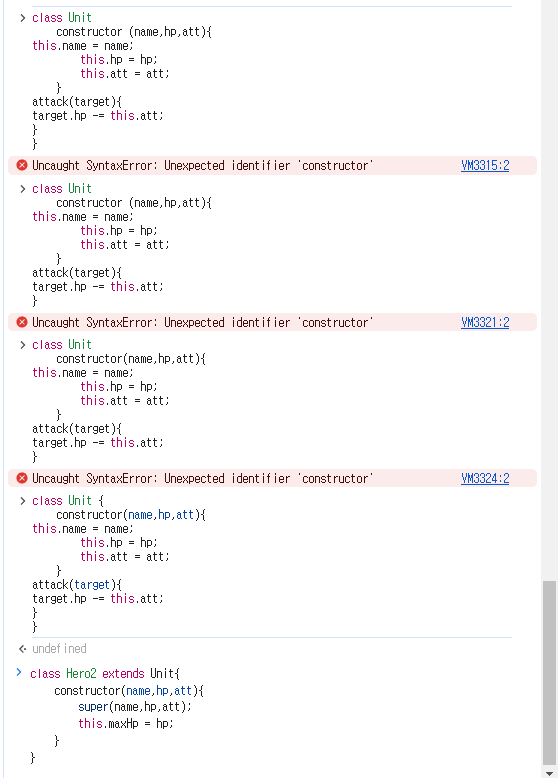 class Unit
constructor (name,hp,att){
this.name = name;
this.hp = hp;
this.att = att;
}
attack(target){
target.hp -= this.att;
}
}
Uncaught SyntaxError: Unexpected identifier 'constructor' VM3315:2
class Unit
constructor (name,hp,att){
this.name = name;
this.hp = hp;
this.att = att;
}
attack(target){
target.hp -= this.att;
}
Uncaught SyntaxError: Unexpected identifier 'constructor' VM3321:2
class Unit
constructor(name,hp,att){
this.name = name;
this.hp = hp;
this.att = att;
}
attack(target){
target.hp -= this.att;
}
Uncaught SyntaxError: Unexpected identifier 'constructor' VM3324:2
class Unit {
constructor(name,hp,att){
this.name = name;
this.hp = hp;
this.att = att;
}
attack(target){
target.hp -= this.att;
}
}
undefined
class Hero2 extends Unit{
constructor(name,hp,att){
super(name,hp,att);
this.maxHp = hp;
}
}